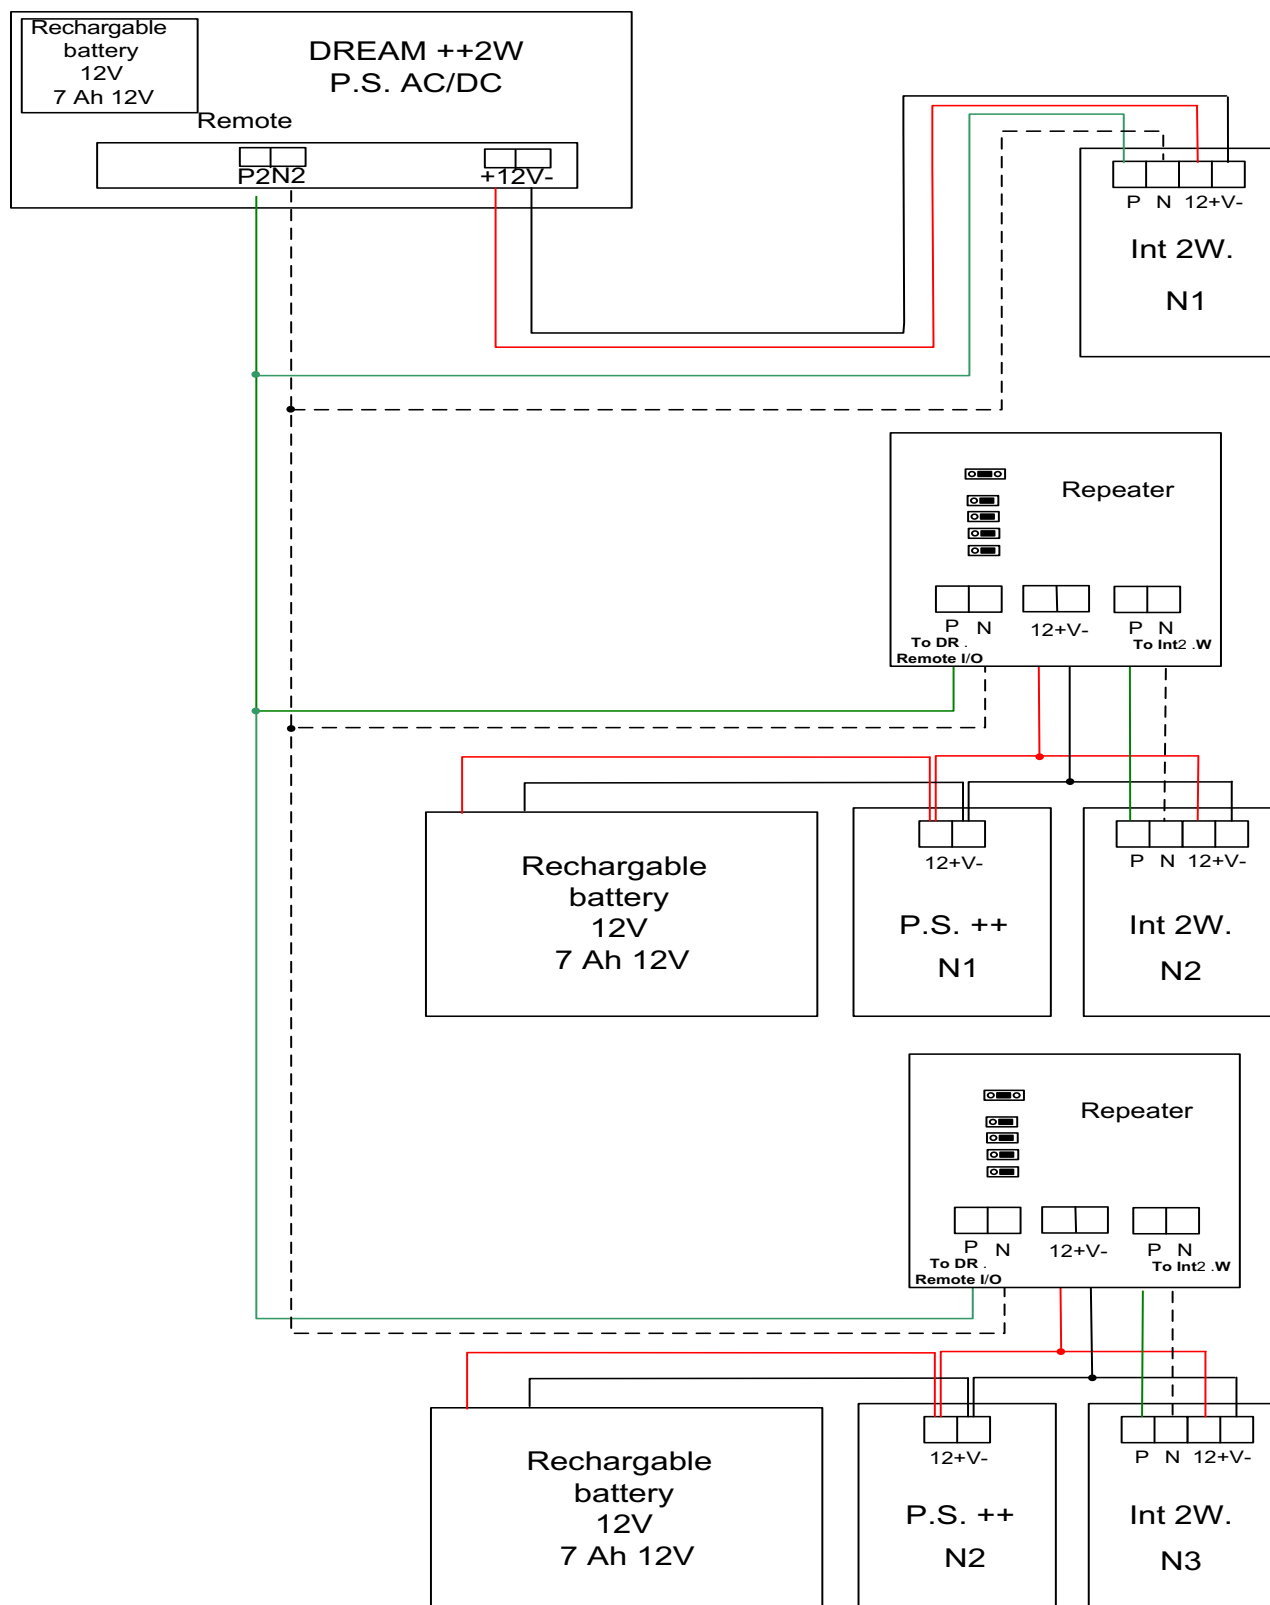 Rechargable
battery
12V
7 Ah 12V
DREAM ++2W
P.S. AC/DC
Remote
P2N2
+12V-
P N 12+V-
Int 2W.
N1
Repeater
P N 12+V- P N
To DR .
Remote I/O
To Int2 .W
Rechargable
battery
12V
7 Ah 12V
12+V-
P.S. ++
N1
P N 12+V-
Int 2W.
N2
Repeater
P N 12+V- P N
To DR .
Remote I/O
To Int2 .W
Rechargable
battery
12V
7 Ah 12V
12+V-
P.S. ++
N2
P N 12+V-
Int 2W.
N3